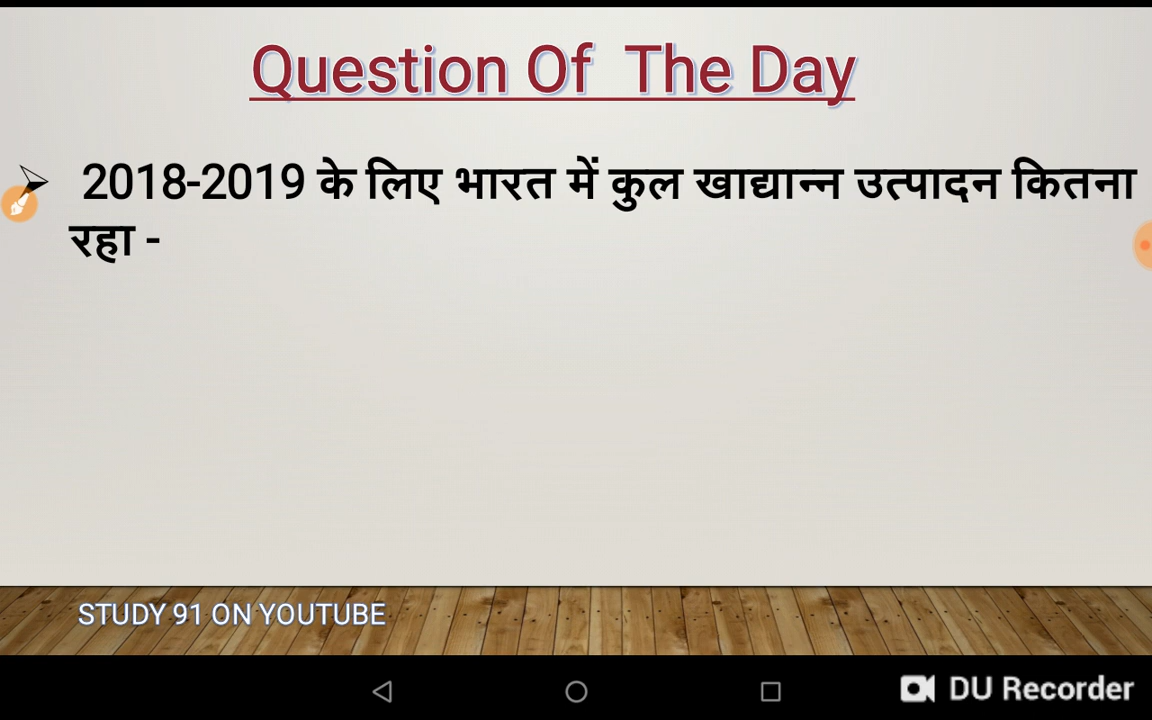 Question Of The Day
2018-2019 के लिए भारत में कुल खाद्यान्न उत्पादन कितना
रहा -
STUDY 91 ON YOUTUBE
DU Recorder